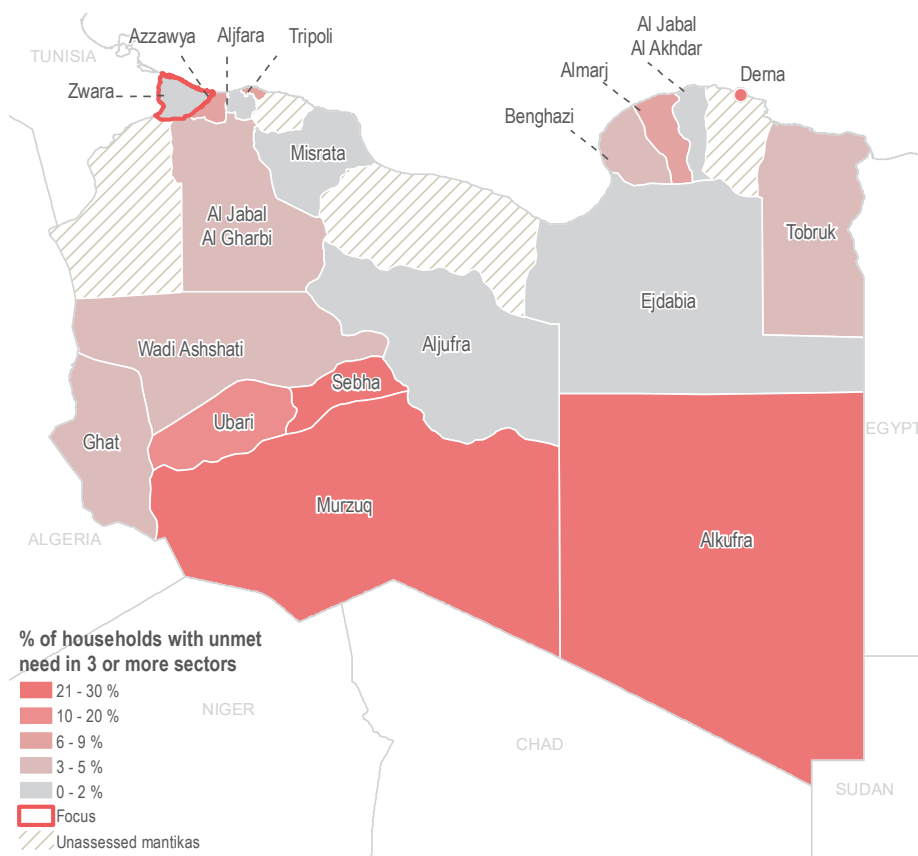 Azzawya
Aljfara
Tripoli
Al Jabal
Al Akhdar
TUNISIA
Zwara
Almarj
Derna
Benghazi
Misrata
Al Jabal
Al Gharbi
Tobruk
Ejdabia
Wadi Ashshati
Aljufra
Sebha
Ubari
Ghat
EGYPT
Murzuq
Alkufra
ALGERIA
% of households with unmet
need in 3 or more sectors
21 - 30 %
10 - 20 %
6 - 9 %
3 - 5 %
0 - 2 %
Focus
Unassessed mantikas
NIGER
CHAD
SUDAN